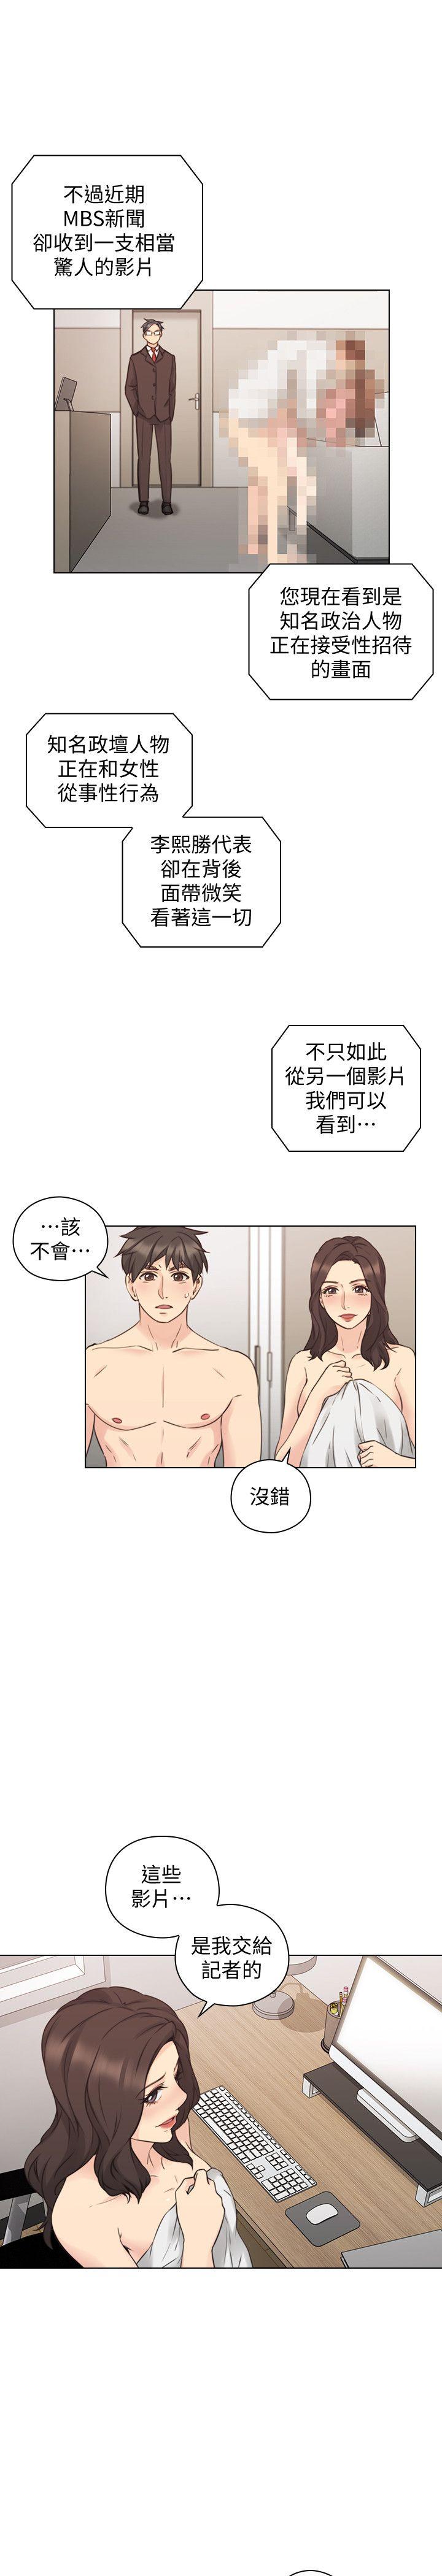 不過近期
MBS新聞
卻收到一支相當
驚人的影片
您現在看到是
知名政治人物
正在接受性招待
的畫面
知名政壇人物
正在和女性
從事性行為
李熙勝代表
卻在背後
面帶微笑
看著這一切
不只如此
從另一個影片
我們可以
看到…
…該
不會…
沒錯
這些
影片…
是我交給
記者的